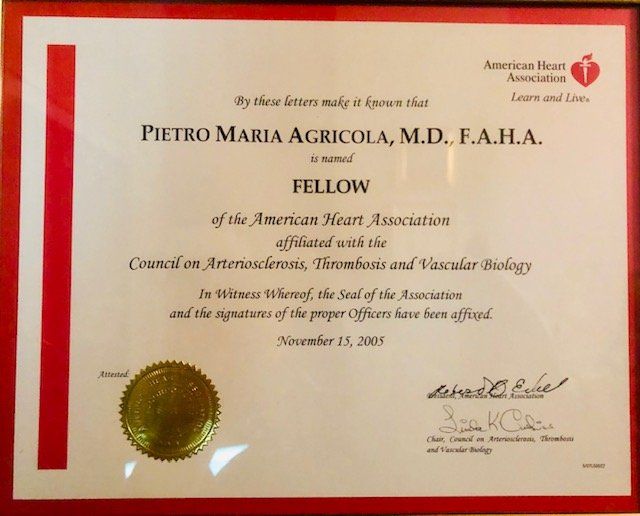 American Heart
Association
Learn and Live®
By these letters make it known that
PIETRO MARIA AGRICOLA, M.D., F.A.H.A.
is named
FELLOW
of the American Heart Association
affiliated with the
Council on Arteriosclerosis, Thrombosis and Vascular Biology
In Witness Whereof, the Seal of the Association
and the signatures of the proper Officers have been affixed.
November 15, 2005
Attested:
President, American Heart Association
Chair, Council on Arteriosclerosis, Thrombosis
and Vascular Biology